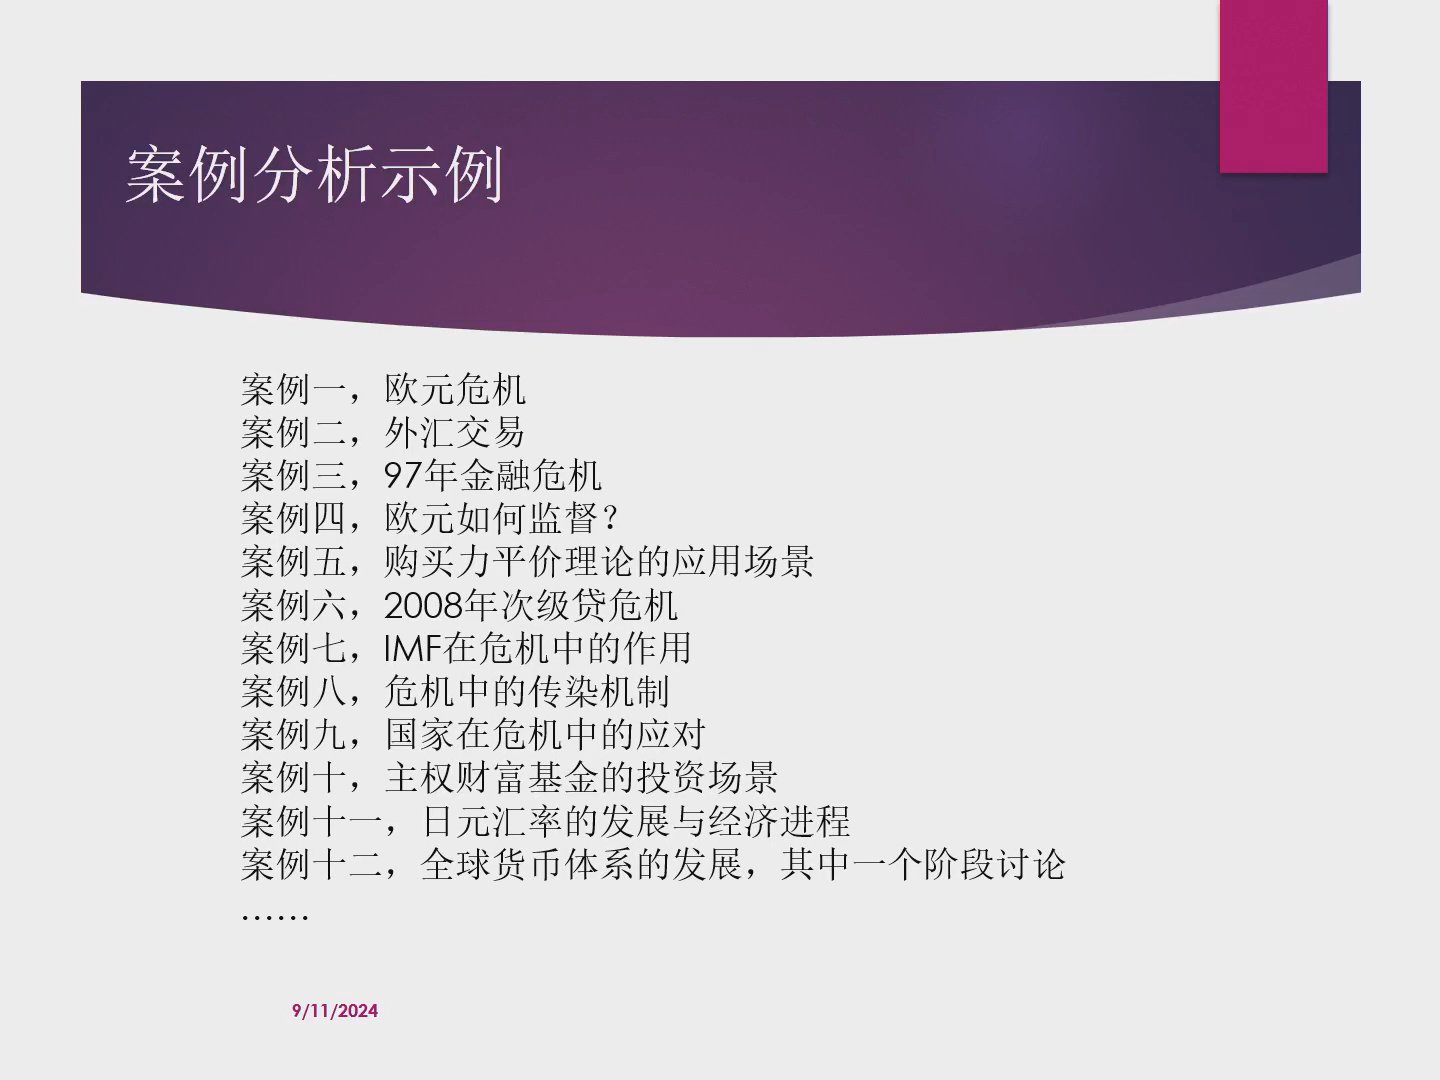 案例分析示例
案例一，欧元危机
案例二，外汇交易
案例三，97年金融危机
案例四，欧元如何监督？
案例五，购买力平价理论的应用场景
案例六，2008年次级贷危机
案例七，IMF在危机中的作用
案例八，危机中的传染机制
案例九，国家在危机中的应对
案例十，主权财富基金的投资场景
案例十一，日元汇率的发展与经济进程
案例十二，全球货币体系的发展，其中一个阶段讨论
……
9/11/2024